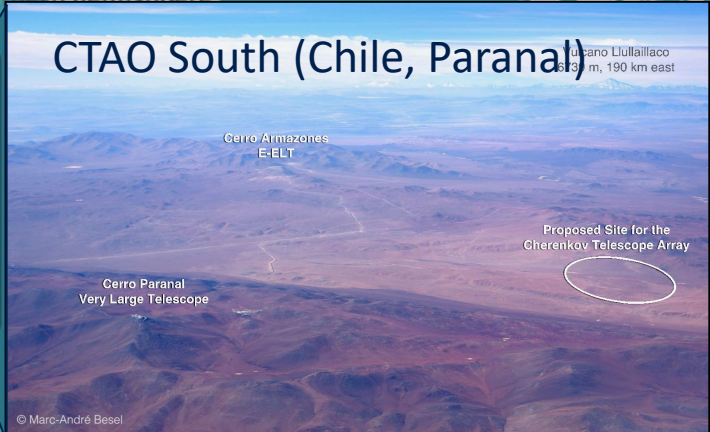 CTAO South (Chile, Paranal)
Vulcano Llullaillaco
6739 m, 190 km east
Cerro Armazones
E-ELT
Proposed Site for the
Cherenkov Telescope Array
Cerro Paranal
Very Large Telescope
© Marc-André Besel